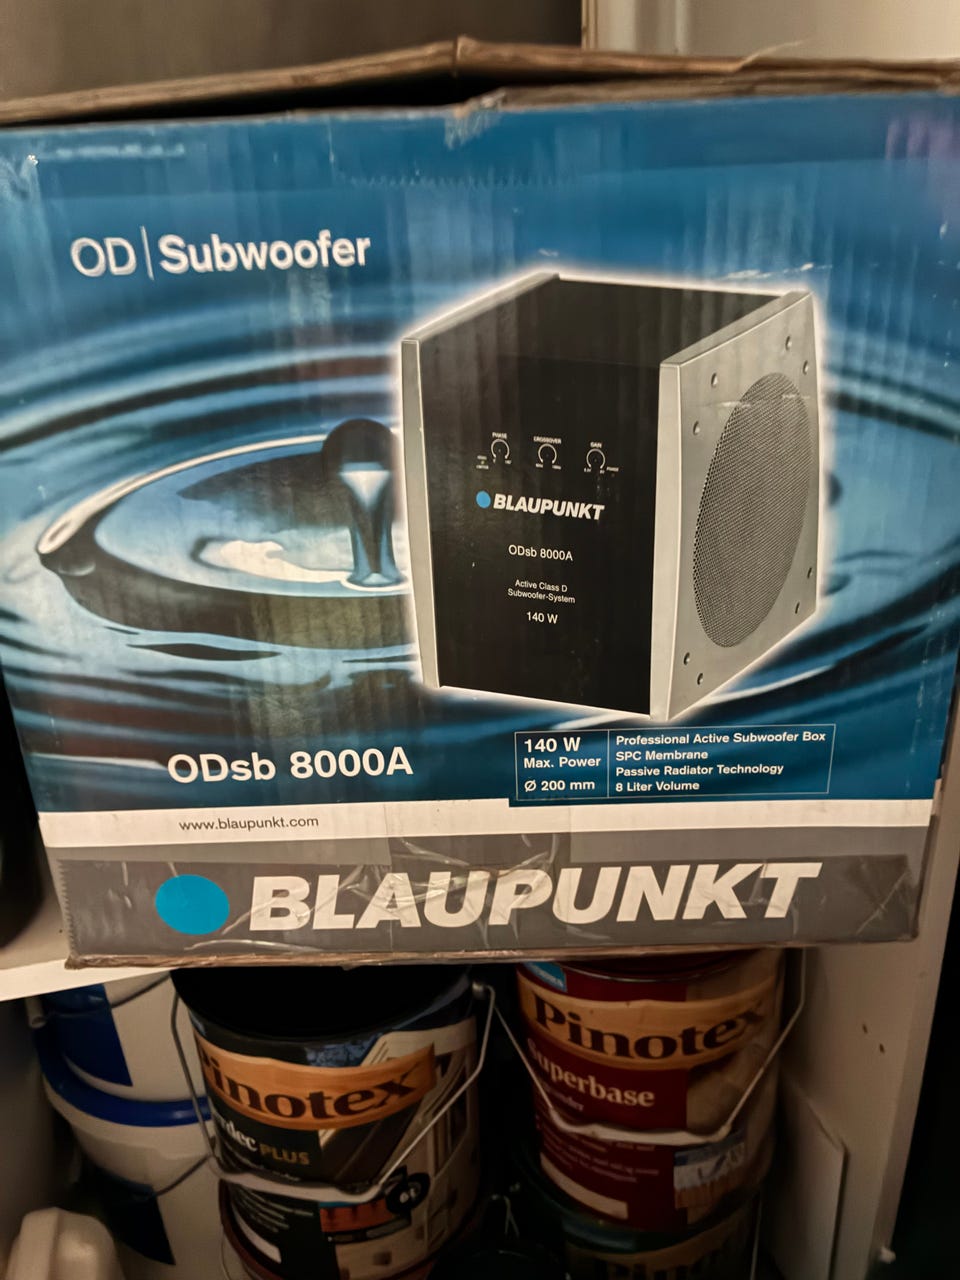 OD | Subwoofer
PHASE
CROSSOVER
GAIN
BLAUPUNKT
ODsb 8000A
Active Class D
Subwoofer-System
140 W
ODsb 8000A
140 W
Max. Power
Ø 200 mm
Professional Active Subwoofer Box
SPC Membrane
Passive Radiator Technology
8 Liter Volume
www.blaupunkt.com
BLAUPUNKT
Pinotex
Superbase
inotex
PLUS